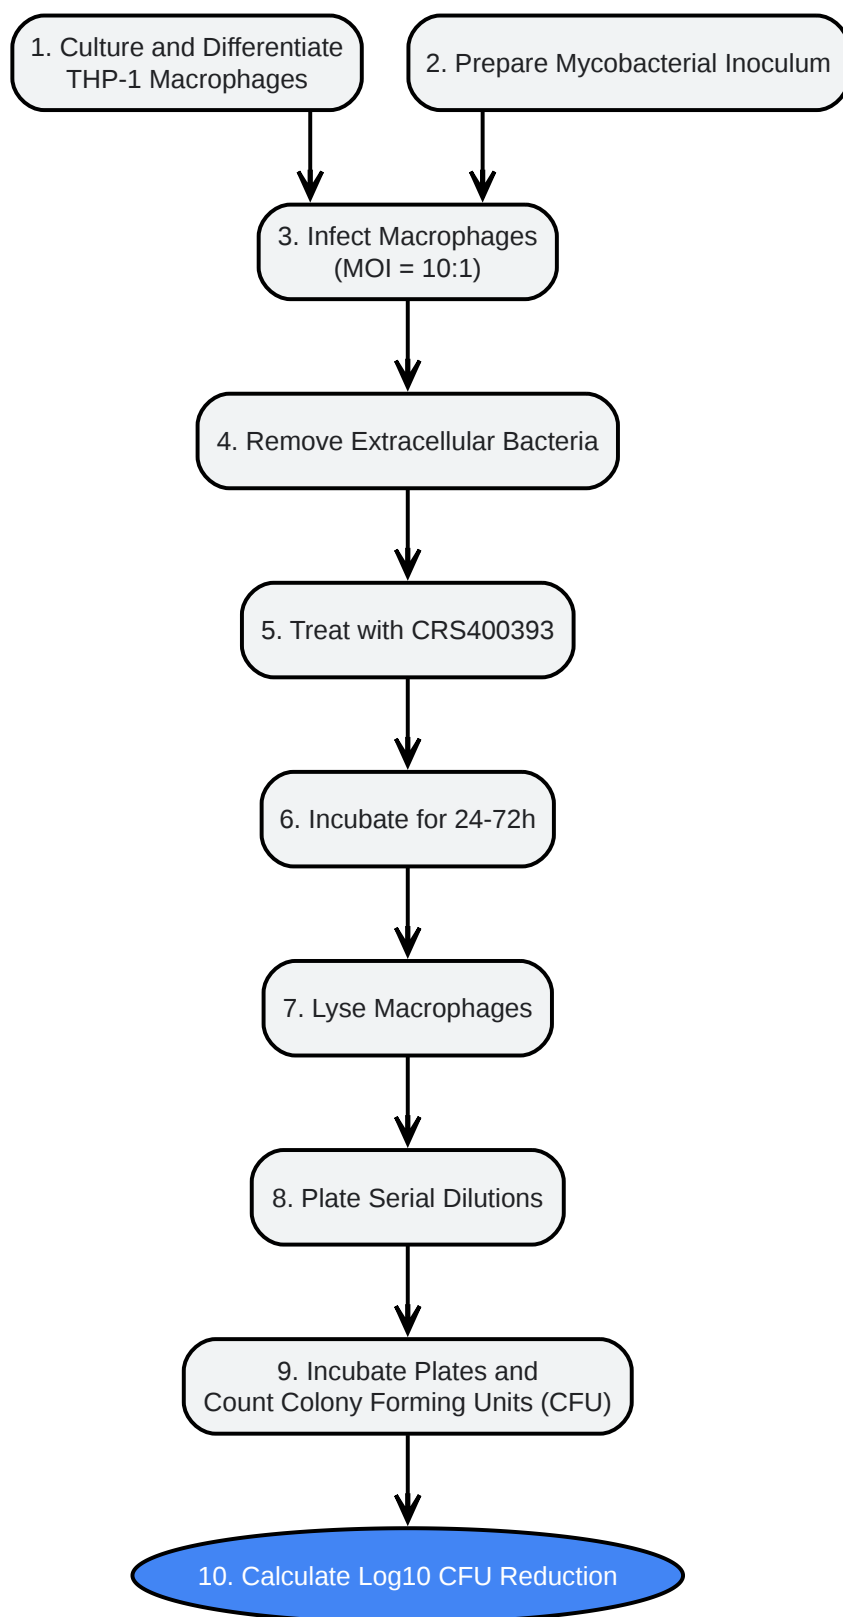 1. Culture and Differentiate
THP-1 Macrophages
2. Prepare Mycobacterial Inoculum
3. Infect Macrophages
(MOI = 10:1)
4. Remove Extracellular Bacteria
5. Treat with CRS400393
6. Incubate for 24-72h
7. Lyse Macrophages
8. Plate Serial Dilutions
9. Incubate Plates and
Count Colony Forming Units (CFU)
10. Calculate Log10 CFU Reduction